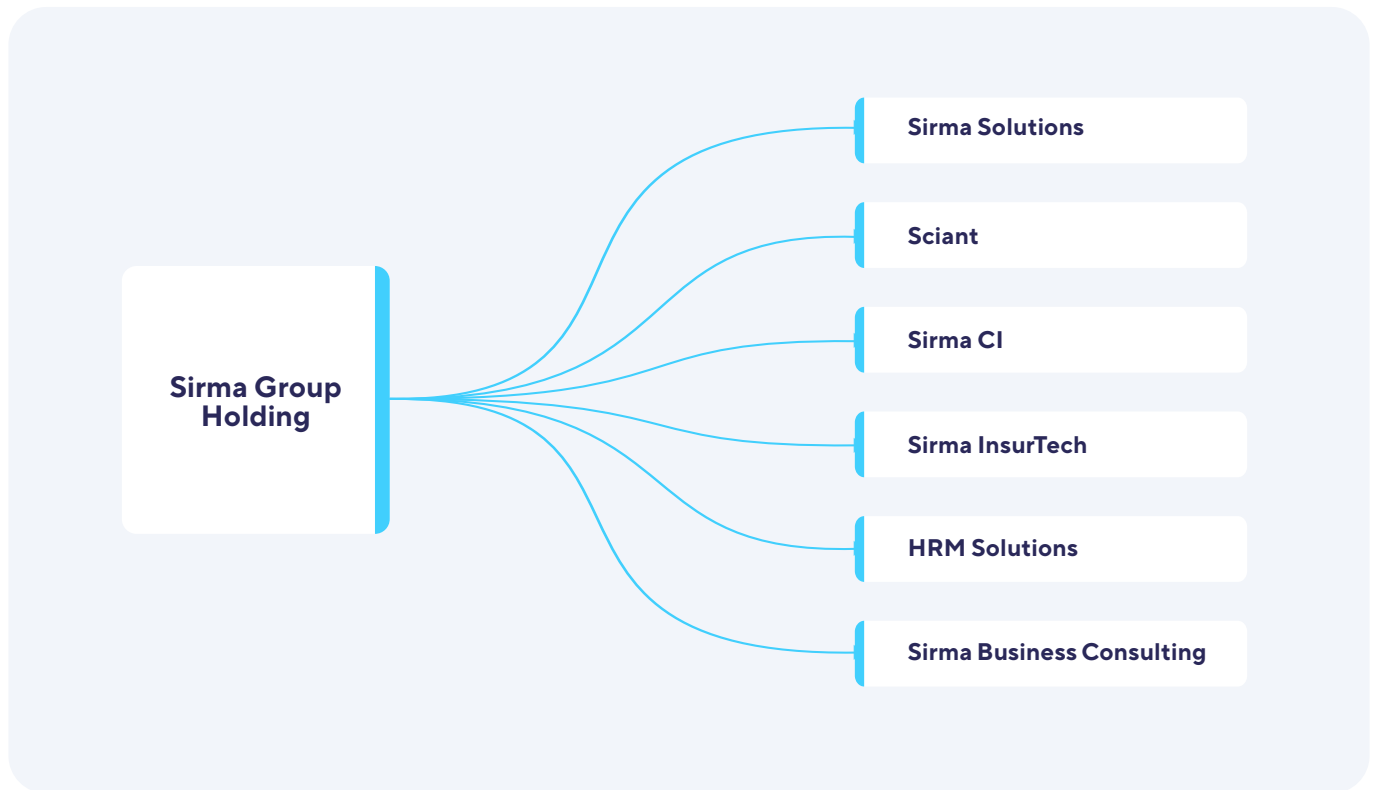 Sirma Group
Holding
Sirma Solutions
Sciant
Sirma CI
Sirma InsurTech
HRM Solutions
Sirma Business Consulting